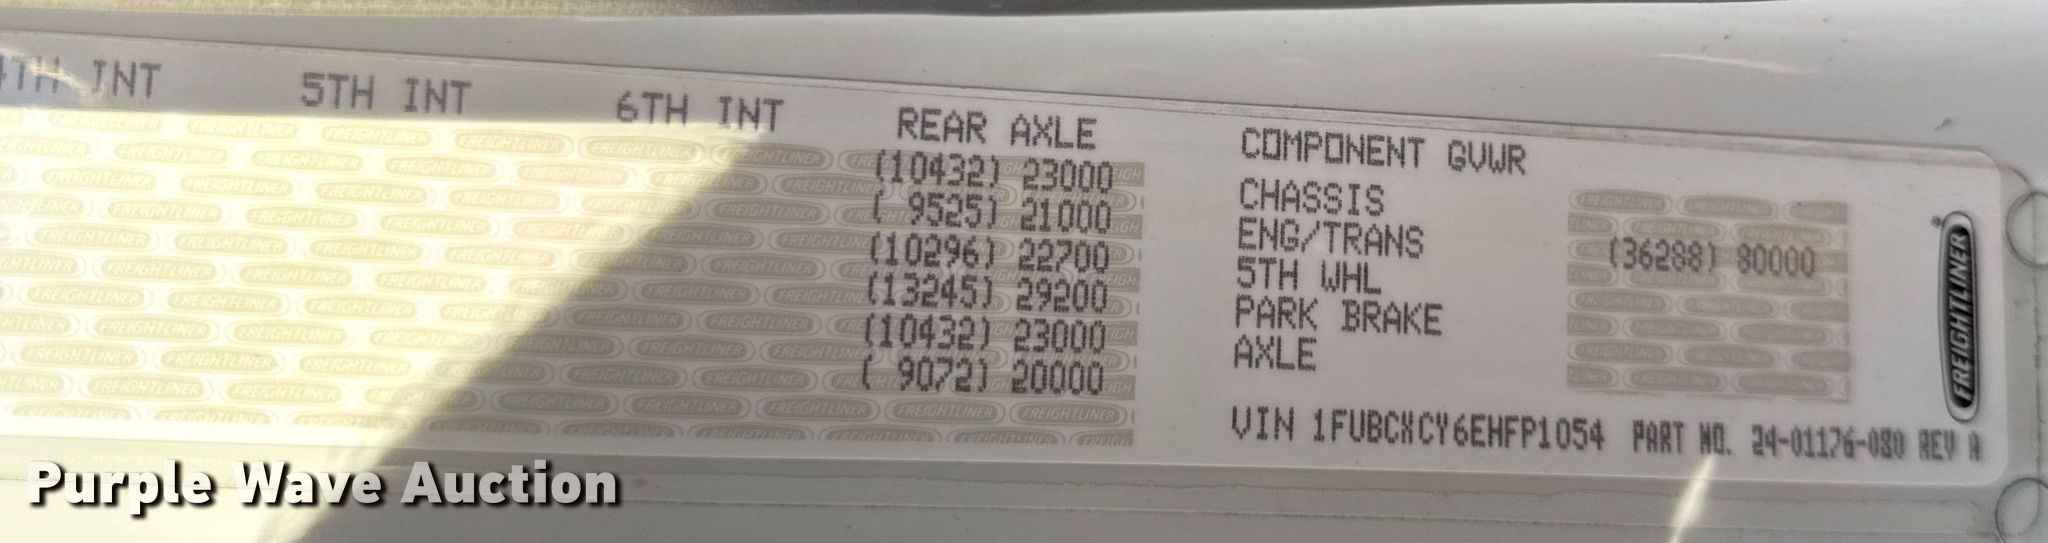 4TH INT 5TH INT 6TH INT REAR AXLE
(10432) 23000
( 9525) 21000
(10296) 22700
(13245) 29200
(10432) 23000
( 9072) 20000
COMPONENT GVWR
CHASSIS
ENG/TRANS (36288) 80000
5TH WHL
PARK BRAKE
AXLE
VIN 1FUBCXCY6EHFP1054 PART NO. 24-01176-080 REV A
FREIGHTLINER
Purple Wave Auction